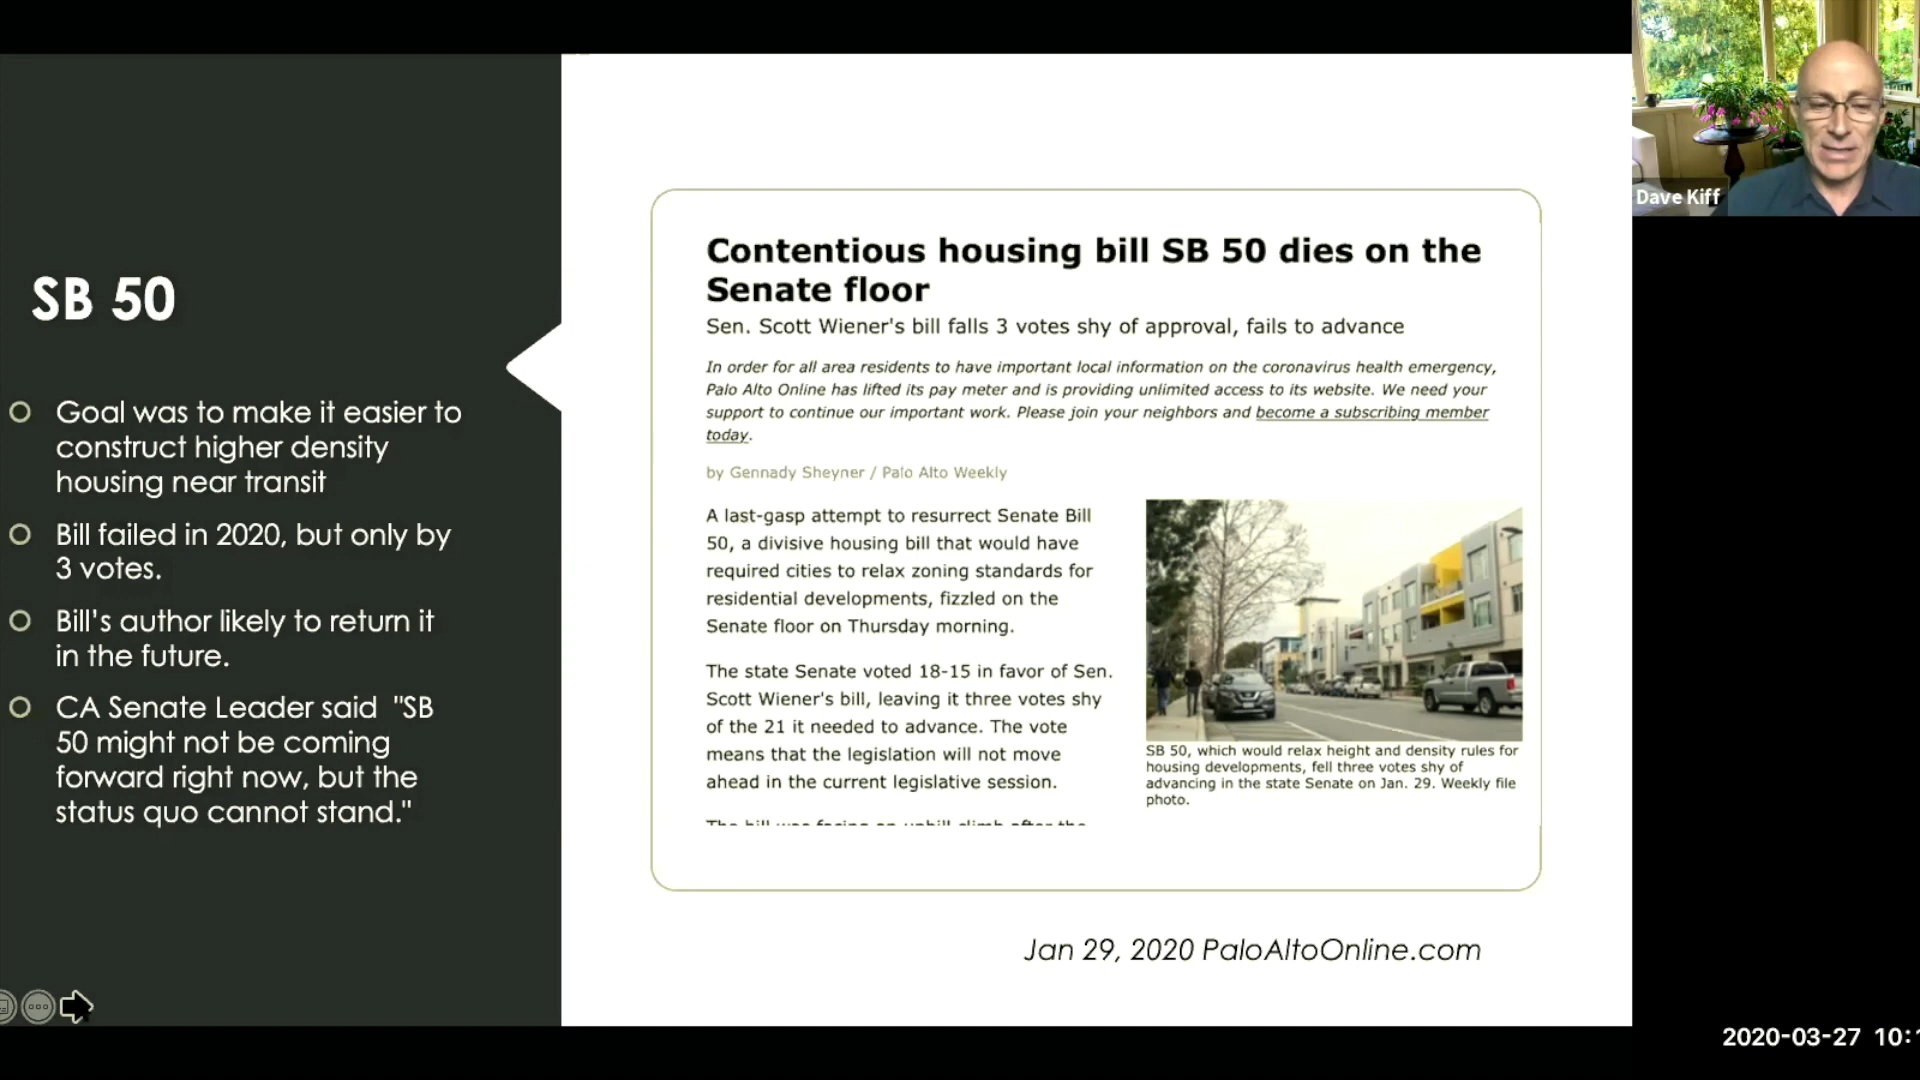 SB 50
Goal was to make it easier to
construct higher density
housing near transit
Bill failed in 2020, but only by
3 votes.
Bill's author likely to return it
in the future.
CA Senate Leader said "SB
50 might not be coming
forward right now, but the
status quo cannot stand."
Contentious housing bill SB 50 dies on the
Senate floor
Sen. Scott Wiener's bill falls 3 votes shy of approval, fails to advance
In order for all area residents to have important local information on the coronavirus health emergency,
Palo Alto Online has lifted its pay meter and is providing unlimited access to its website. We need your
support to continue our important work. Please join your neighbors and become a subscribing member
today.
by Gennady Sheyner / Palo Alto Weekly
A last-gasp attempt to resurrect Senate Bill
50, a divisive housing bill that would have
required cities to relax zoning standards for
residential developments, fizzled on the
Senate floor on Thursday morning.
The state Senate voted 18-15 in favor of Sen.
Scott Wiener's bill, leaving it three votes shy
of the 21 it needed to advance. The vote
means that the legislation will not move
ahead in the current legislative session.
The bill was facing an uphill climb after the
SB 50, which would relax height and density rules for
housing developments, fell three votes shy of
advancing in the state Senate on Jan. 29. Weekly file
photo.
Jan 29, 2020 PaloAltoOnline.com
Dave Kiff
2020-03-27 10: